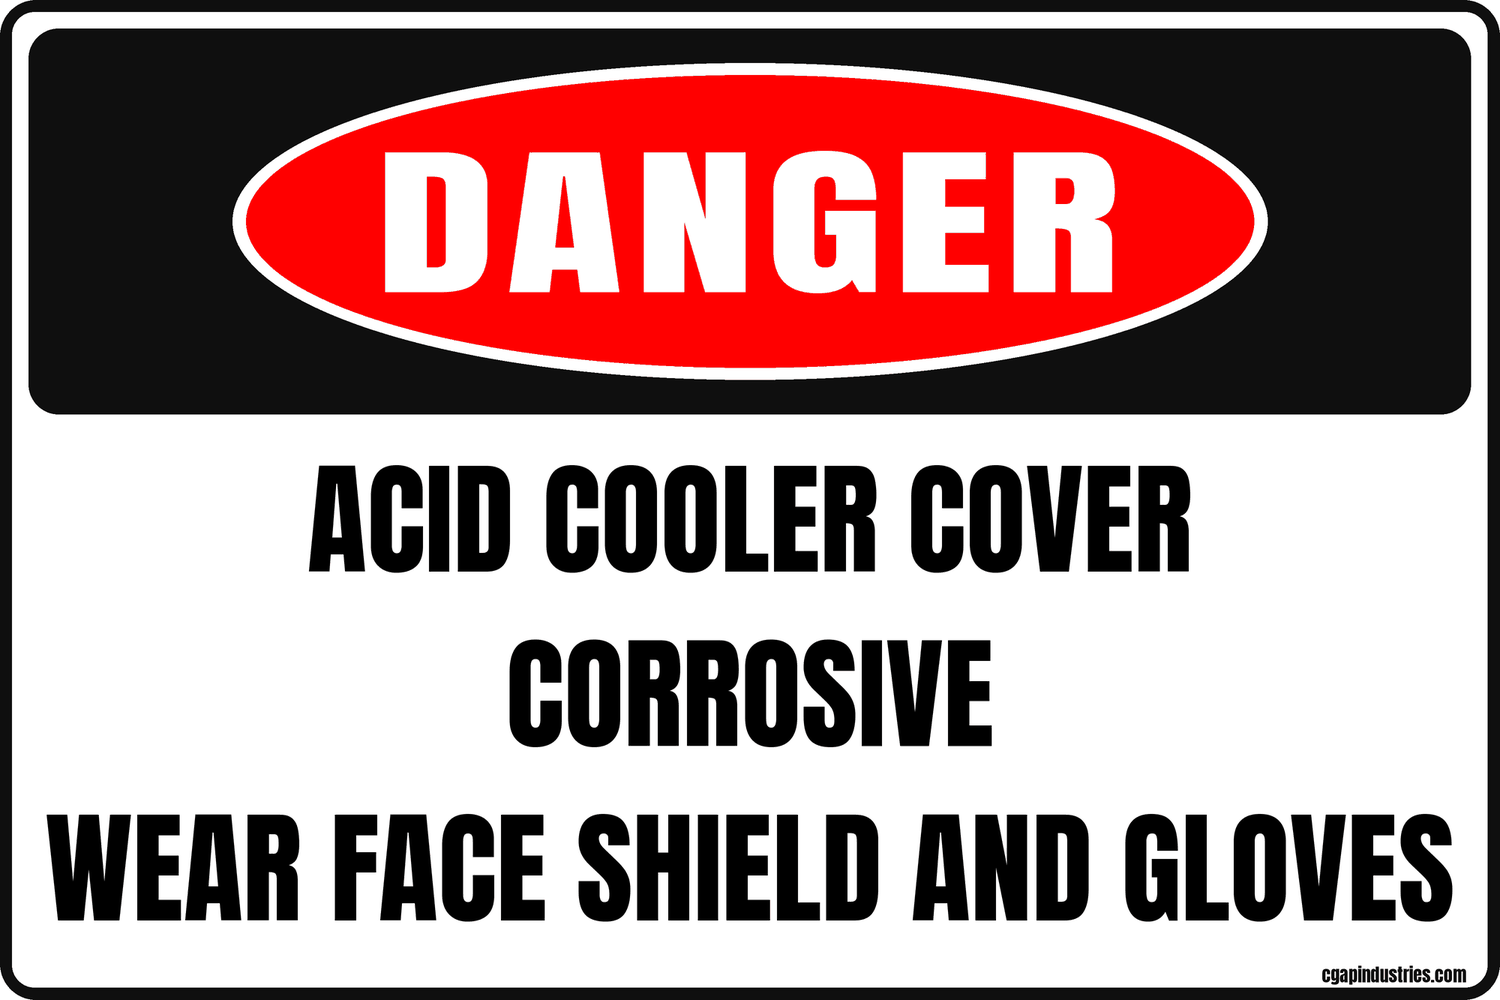 DANGER
ACID COOLER COVER
CORROSIVE
WEAR FACE SHIELD AND GLOVES
cgapindustries.com